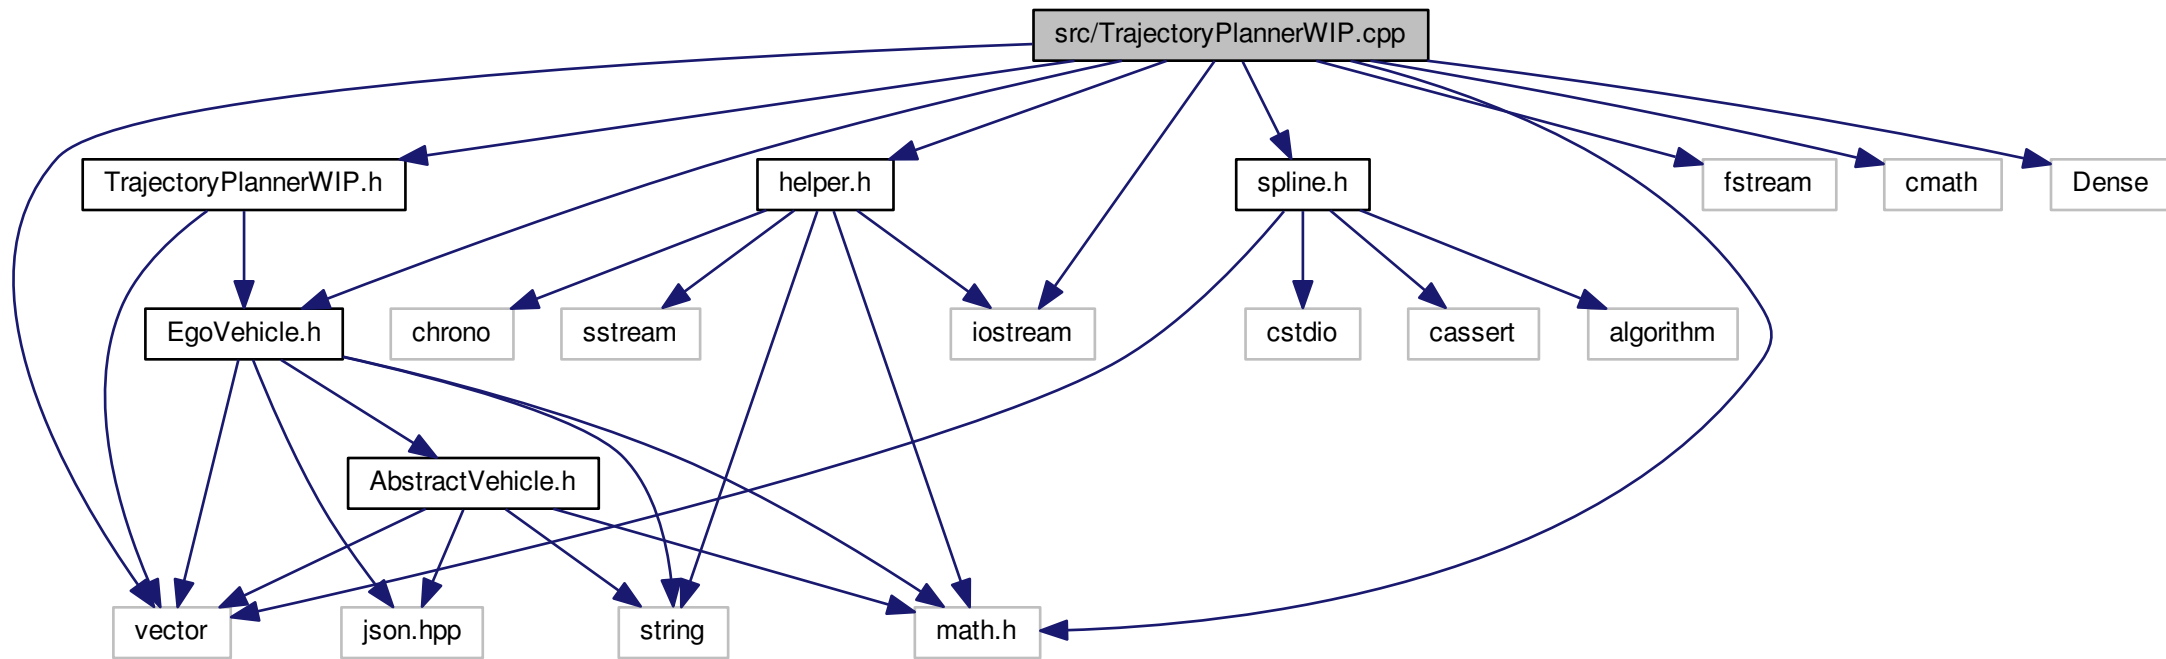 src/TrajectoryPlannerWIP.cpp
TrajectoryPlannerWIP.h
helper.h
spline.h
fstream
cmath
Dense
EgoVehicle.h
chrono
sstream
iostream
cstdio
cassert
algorithm
AbstractVehicle.h
vector
json.hpp
string
math.h